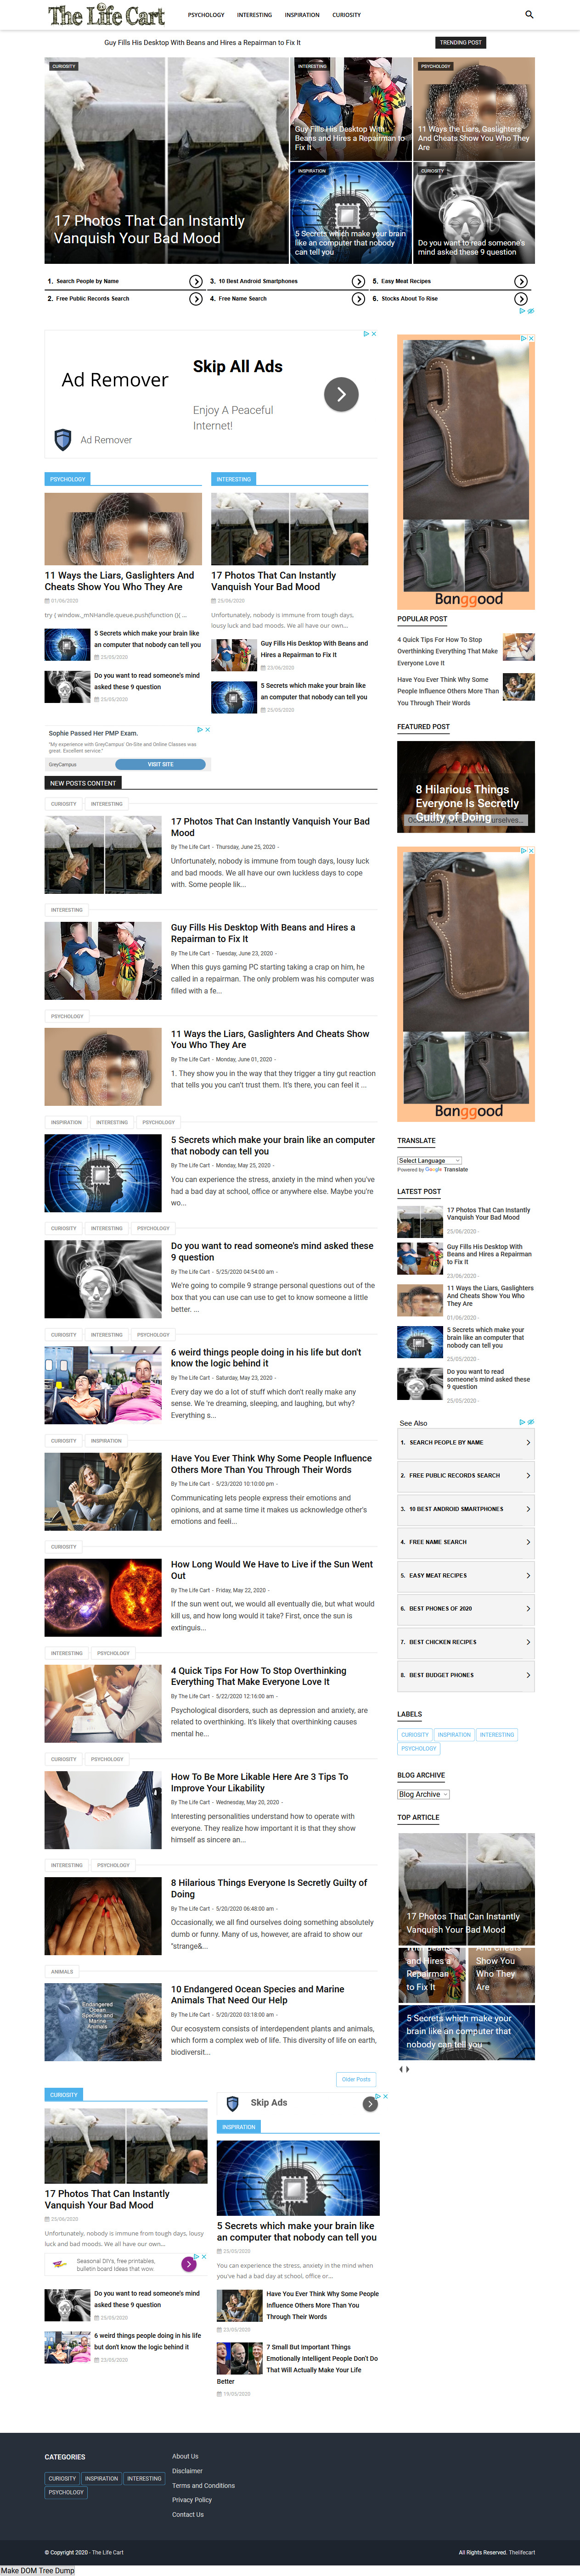 The Life Cart
PSYCHOLOGY
INTERESTING
INSPIRATION
CURIOSITY
Guy Fills His Desktop With Beans and Hires a Repairman to Fix It
TRENDING POST
CURIOSITY
17 Photos That Can Instantly
Vanquish Your Bad Mood
INTERESTING
Guy Fills His Desktop With
Beans and Hires a Repairman to
Fix It
PSYCHOLOGY
11 Ways the Liars, Gaslighters
And Cheats Show You Who They
Are
INSPIRATION
5 Secrets which make your brain
like an computer that nobody
can tell you
CURIOSITY
Do you want to read someone's
mind asked these 9 question
1. Search People by Name
3. 10 Best Android Smartphones
5. Easy Meat Recipes
2. Free Public Records Search
4. Free Name Search
6. Stocks About To Rise
Ad Remover
Skip All Ads
Enjoy A Peaceful
Internet!
Ad Remover
PSYCHOLOGY
11 Ways the Liars, Gaslighters And
Cheats Show You Who They Are
01/06/2020
try { window._mNHandle.queue.push(function (){ ...
5 Secrets which make your brain like
an computer that nobody can tell you
25/05/2020
Do you want to read someone's mind
asked these 9 question
25/05/2020
INTERESTING
17 Photos That Can Instantly
Vanquish Your Bad Mood
25/06/2020
Unfortunately, nobody is immune from tough days,
lousy luck and bad moods. We all have our own...
Guy Fills His Desktop With Beans and
Hires a Repairman to Fix It
23/06/2020
5 Secrets which make your brain like
an computer that nobody can tell you
25/05/2020
Banggood
POPULAR POST
4 Quick Tips For How To Stop
Overthinking Everything That Make
Everyone Love It
Have You Ever Think Why Some
People Influence Others More Than
You Through Their Words
Sophie Passed Her PMP Exam.
"My experience with GreyCampus' On-Site and Online Classes was
great. Excellent service."
GreyCampus
VISIT SITE
FEATURED POST
8 Hilarious Things
Everyone Is Secretly
Guilty of Doing
NEW POSTS CONTENT
CURIOSITY
INTERESTING
17 Photos That Can Instantly Vanquish Your Bad
Mood
By The Life Cart - Thursday, June 25, 2020 -
Unfortunately, nobody is immune from tough days, lousy luck
and bad moods. We all have our own luckless days to cope
with. Some people lik...
INTERESTING
Guy Fills His Desktop With Beans and Hires a
Repairman to Fix It
By The Life Cart - Tuesday, June 23, 2020 -
When this guys gaming PC starting taking a crap on him, he
called in a repairman. The only problem was his computer was
filled with a fe...
PSYCHOLOGY
11 Ways the Liars, Gaslighters And Cheats Show
You Who They Are
By The Life Cart - Monday, June 01, 2020 -
1. They show you in the way that they trigger a tiny gut reaction
that tells you you can't trust them. It's there, you can feel it ...
INSPIRATION
INTERESTING
PSYCHOLOGY
5 Secrets which make your brain like an computer
that nobody can tell you
By The Life Cart - Monday, May 25, 2020 -
You can experience the stress, anxiety in the mind when you've
had a bad day at school, office or anywhere else. Maybe you're
wo...
CURIOSITY
INTERESTING
PSYCHOLOGY
Do you want to read someone's mind asked these
9 question
By The Life Cart - 5/25/2020 04:54:00 am -
We're going to compile 9 strange personal questions out of the
box that you can use can use to get to know someone a little
better. ...
CURIOSITY
INTERESTING
PSYCHOLOGY
6 weird things people doing in his life but don't
know the logic behind it
By The Life Cart - Saturday, May 23, 2020 -
Every day we do a lot of stuff which don't really make any
sense. We 're dreaming, sleeping, and laughing, but why?
Everything s...
CURIOSITY
INSPIRATION
Have You Ever Think Why Some People Influence
Others More Than You Through Their Words
By The Life Cart - 5/23/2020 10:10:00 pm -
Communicating lets people express their emotions and
opinions, and at same time it makes us acknowledge other's
emotions and feeli...
CURIOSITY
How Long Would We Have to Live if the Sun Went
Out
By The Life Cart - Friday, May 22, 2020 -
If the sun went out, we would all eventually die, but what would
kill us, and how long would it take? First, once the sun is
extinguis...
INTERESTING
PSYCHOLOGY
4 Quick Tips For How To Stop Overthinking
Everything That Make Everyone Love It
By The Life Cart - 5/22/2020 12:16:00 am -
Psychological disorders, such as depression and anxiety, are
related to overthinking. It's likely that overthinking causes
mental he...
CURIOSITY
PSYCHOLOGY
How To Be More Likable Here Are 3 Tips To
Improve Your Likability
By The Life Cart - Wednesday, May 20, 2020 -
Interesting personalities understand how to operate with
everyone. They realize how important it is that they show
himself as sincere an...
INTERESTING
PSYCHOLOGY
8 Hilarious Things Everyone Is Secretly Guilty of
Doing
By The Life Cart - 5/20/2020 06:48:00 am -
Occasionally, we all find ourselves doing something absolutely
dumb or funny. Many of us, however, are afraid to show our
"strange&...
ANIMALS
Endangered
Ocean
Species and
Marine
Animals
10 Endangered Ocean Species and Marine
Animals That Need Our Help
By The Life Cart - 5/20/2020 03:18:00 am -
Our ecosystem consists of interdependent plants and animals,
which form a complex web of life. This diversity of life on earth,
biodiversit...
Older Posts
Banggood
TRANSLATE
Select Language
Powered by Google Translate
LATEST POST
17 Photos That Can Instantly
Vanquish Your Bad Mood
25/06/2020 -
Guy Fills His Desktop With
Beans and Hires a Repairman
to Fix It
23/06/2020 -
11 Ways the Liars, Gaslighters
And Cheats Show You Who
They Are
01/06/2020 -
5 Secrets which make your
brain like an computer that
nobody can tell you
25/05/2020 -
Do you want to read
someone's mind asked these
9 question
25/05/2020 -
See Also
1. SEARCH PEOPLE BY NAME
2. FREE PUBLIC RECORDS SEARCH
3. 10 BEST ANDROID SMARTPHONES
4. FREE NAME SEARCH
5. EASY MEAT RECIPES
6. BEST PHONES OF 2020
7. BEST CHICKEN RECIPES
8. BEST BUDGET PHONES
LABELS
CURIOSITY
INSPIRATION
INTERESTING
PSYCHOLOGY
BLOG ARCHIVE
Blog Archive
TOP ARTICLE
17 Photos That Can Instantly
Vanquish Your Bad Mood
and Hires a
Repairman
to Fix It
And Cheats
Show You
Who They
Are
5 Secrets which make your
brain like an computer that
nobody can tell you
CURIOSITY
17 Photos That Can Instantly
Vanquish Your Bad Mood
25/06/2020
Unfortunately, nobody is immune from tough days, lousy
luck and bad moods. We all have our own...
Seasonal DIYs, free printables,
bulletin board ideas that wow
Do you want to read someone's mind
asked these 9 question
25/05/2020
6 weird things people doing in his life
but don't know the logic behind it
23/05/2020
Skip Ads
INSPIRATION
5 Secrets which make your brain like
an computer that nobody can tell you
25/05/2020
You can experience the stress, anxiety in the mind when
you've had a bad day at school, office or...
Have You Ever Think Why Some People
Influence Others More Than You
Through Their Words
23/05/2020
7 Small But Important Things
Emotionally Intelligent People Don't Do
That Will Actually Make Your Life
Better
19/05/2020
CATEGORIES
CURIOSITY
INSPIRATION
INTERESTING
PSYCHOLOGY
About Us
Disclaimer
Terms and Conditions
Privacy Policy
Contact Us
© Copyright 2020 - The Life Cart
All Rights Reserved. Thelifecart
Make DOM Tree Dump